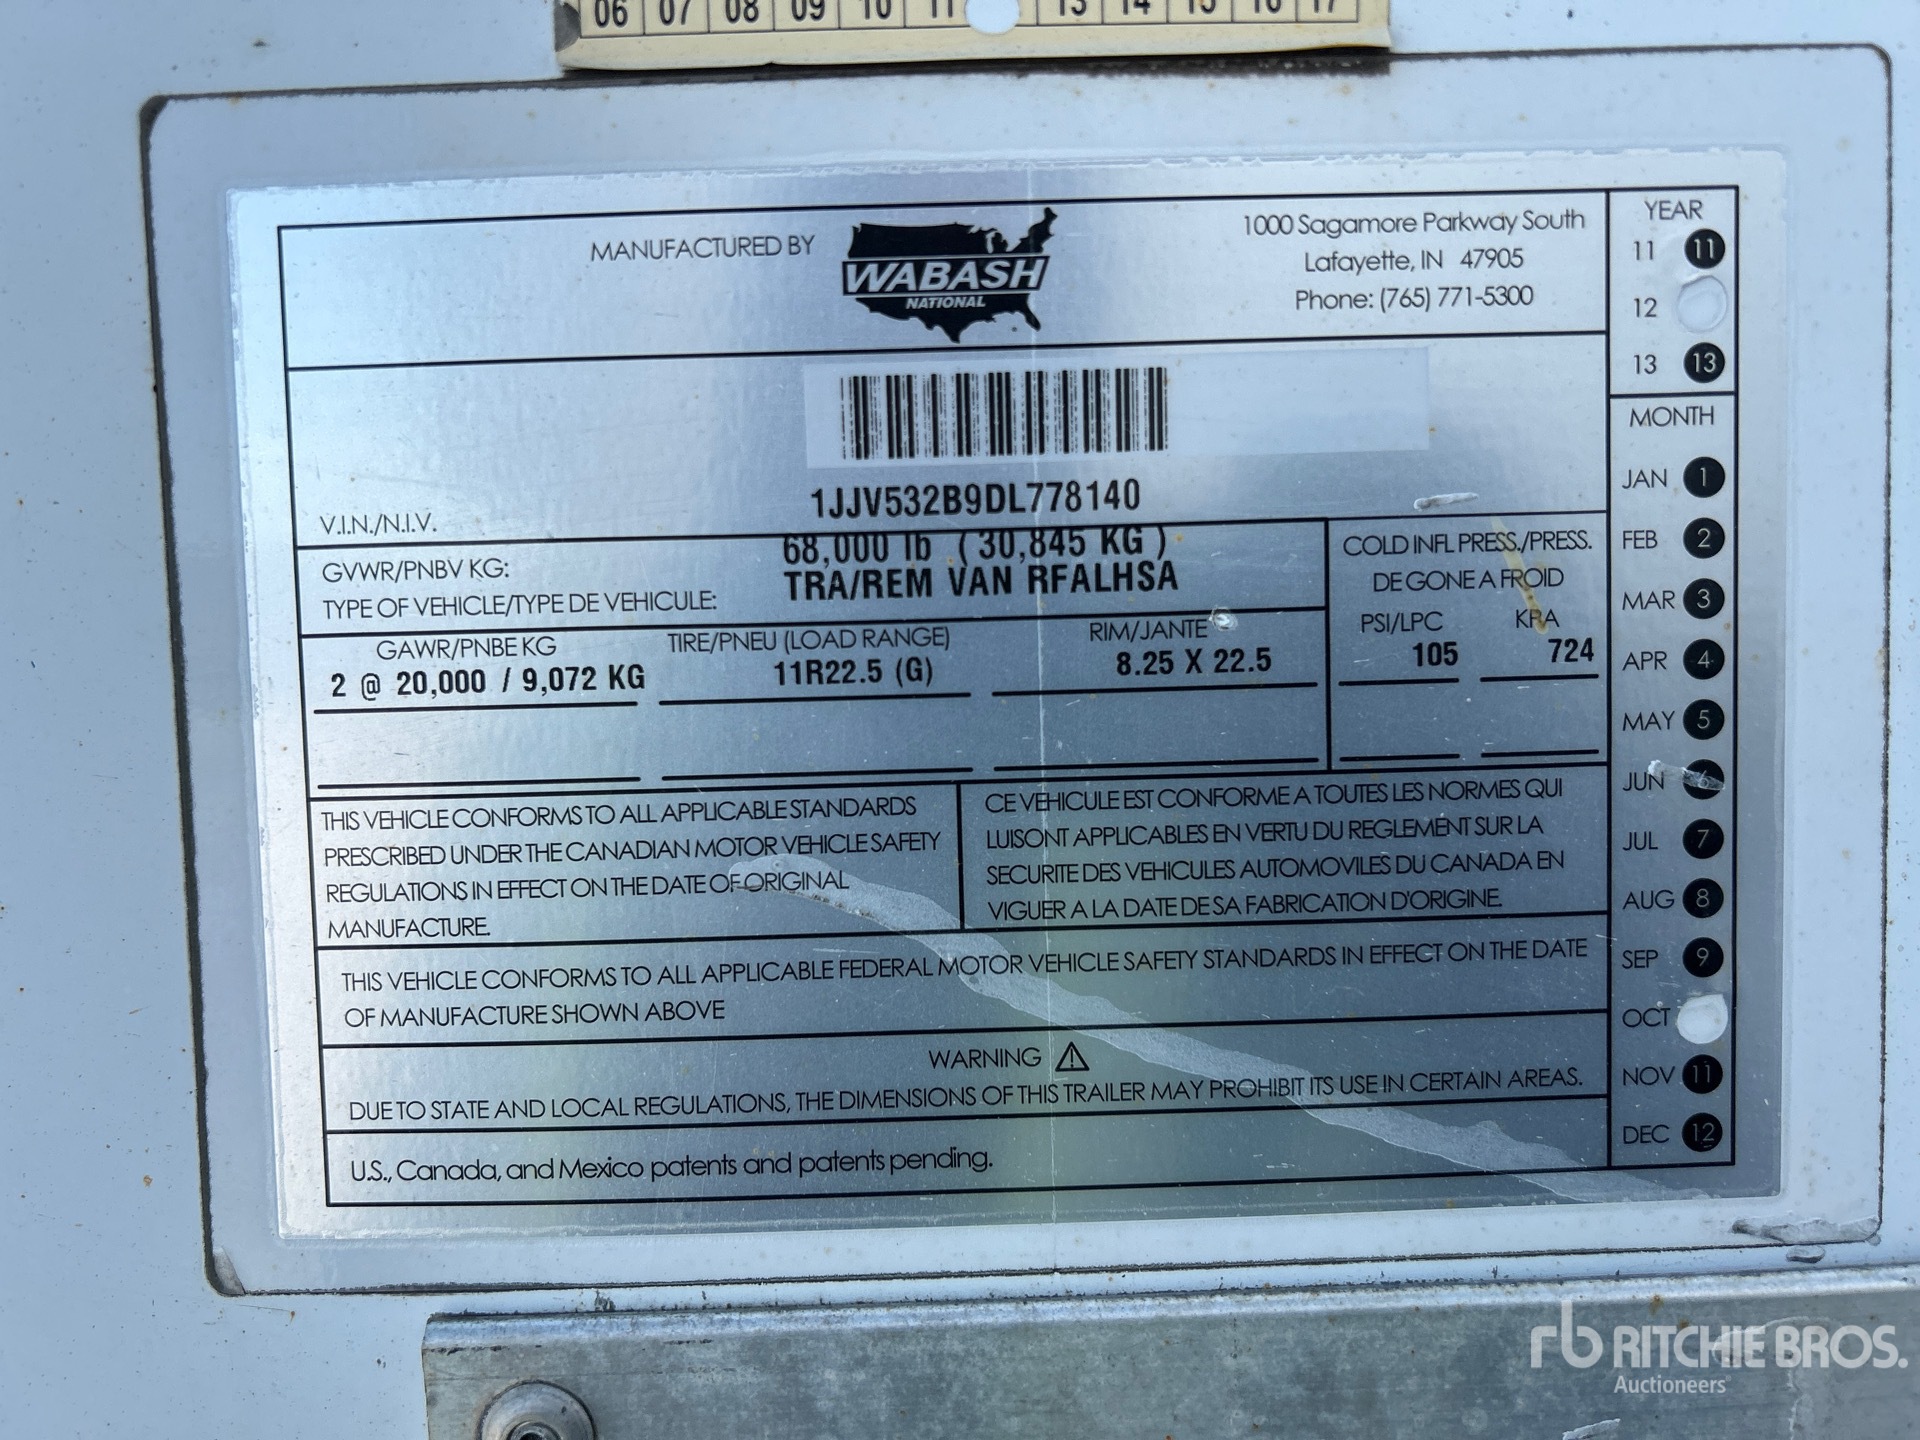 06 07 08 09 10 11 13 14 15 16 17
MANUFACTURED BY
WABASH
NATIONAL
1000 Sagamore Parkway South
Lafayette, IN 47905
Phone: (765) 771-5300
1JJV532B9DL778140
V.I.N./N.I.V.
GVWR/PNBV KG: 68,000 lb (30,845 KG)
TYPE OF VEHICLE/TYPE DE VEHICULE: TRA/REM VAN RFALHSA
COLD INFL PRESS./PRESS.
DE GONE A FROID
GAWR/PNBE KG TIRE/PNEU (LOAD RANGE) RIM/JANTE PSI/LPC KPA
2 @ 20,000 / 9,072 KG 11R22.5 (G) 8.25 X 22.5 105 724
THIS VEHICLE CONFORMS TO ALL APPLICABLE STANDARDS
PRESCRIBED UNDER THE CANADIAN MOTOR VEHICLE SAFETY
REGULATIONS IN EFFECT ON THE DATE OF ORIGINAL
MANUFACTURE.
CE VEHICULE EST CONFORME A TOUTES LES NORMES QUI
LUISONT APPLICABLES EN VERTU DU REGLEMENT SUR LA
SECURITE DES VEHICULES AUTOMOVILES DU CANADA EN
VIGUER A LA DATE DE SA FABRICATION D'ORIGINE.
THIS VEHICLE CONFORMS TO ALL APPLICABLE FEDERAL MOTOR VEHICLE SAFETY STANDARDS IN EFFECT ON THE DATE
OF MANUFACTURE SHOWN ABOVE
WARNING
DUE TO STATE AND LOCAL REGULATIONS, THE DIMENSIONS OF THIS TRAILER MAY PROHIBIT ITS USE IN CERTAIN AREAS.
U.S., Canada, and Mexico patents and patents pending.
YEAR
11 11
12
13 13
MONTH
JAN 1
FEB 2
MAR 3
APR 4
MAY 5
JUN 6
JUL 7
AUG 8
SEP 9
OCT
NOV 11
DEC 12
rb RITCHIE BROS.
Auctioneers